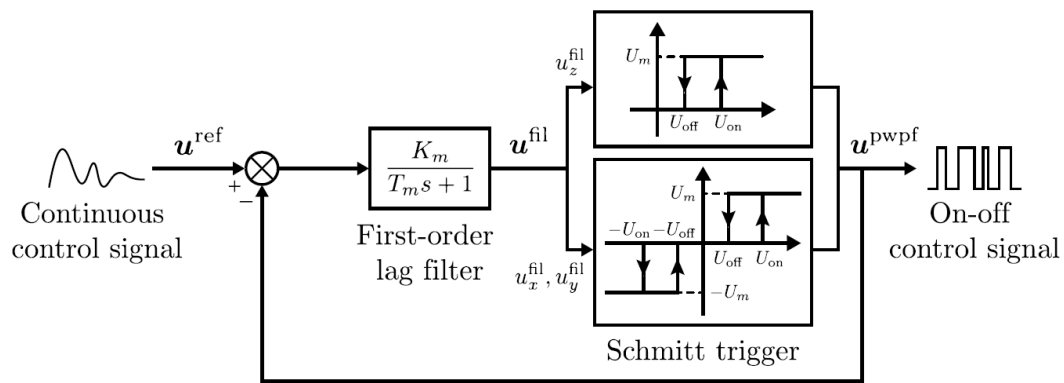 u_z^fil
U_m
U_off U_on
u^ref
+
−
K_m
T_m s + 1
u^fil
u^pwpf
U_m
−U_on −U_off
U_off U_on
−U_m
Continuous
control signal
First-order
lag filter
u_x^fil, u_y^fil
On-off
control signal
Schmitt trigger